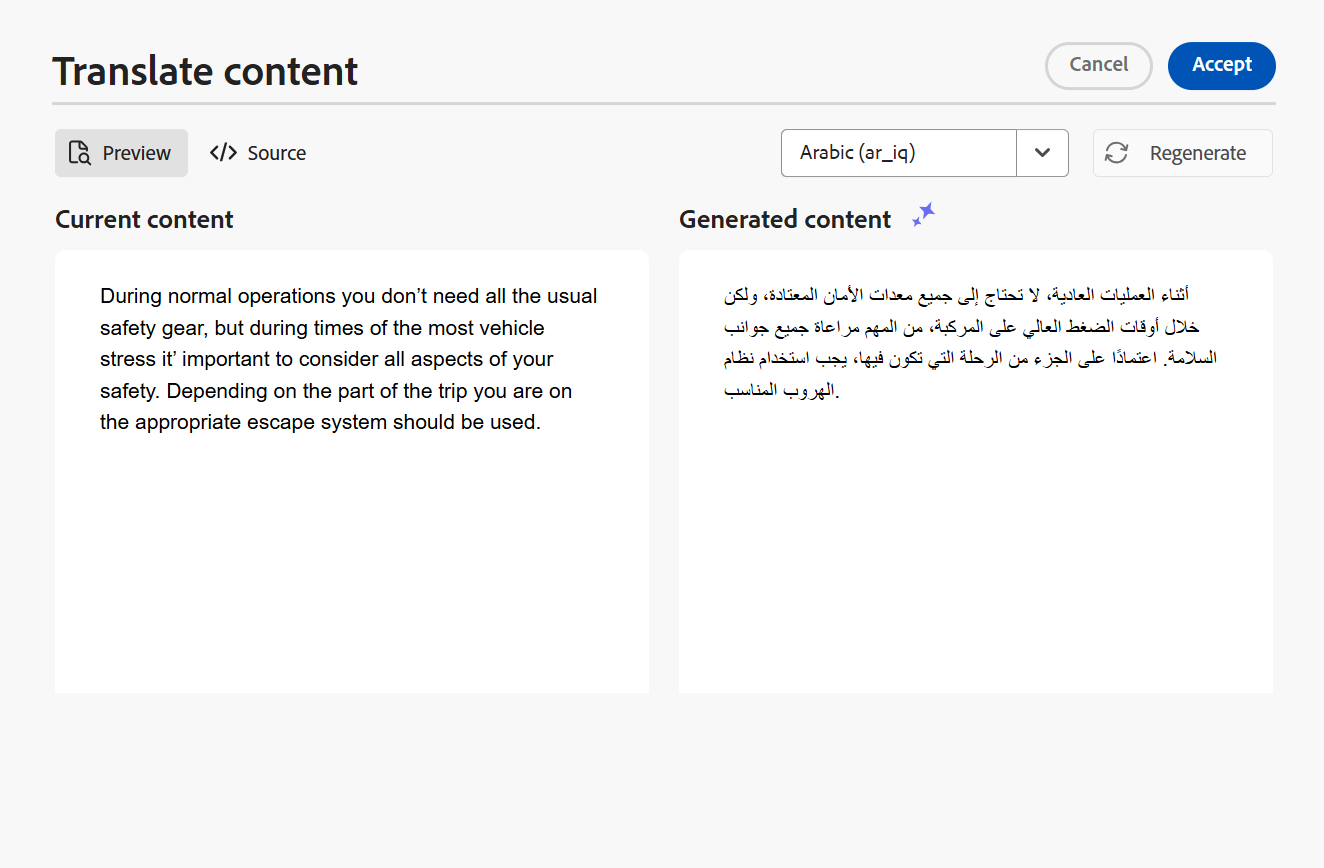 Translate content
Cancel
Accept
Preview
</> Source
Arabic (ar_iq)
Regenerate
Current content
Generated content
During normal operations you don’t need all the usual
safety gear, but during times of the most vehicle
stress it’ important to consider all aspects of your
safety. Depending on the part of the trip you are on
the appropriate escape system should be used.
أثناء العمليات العادية، لا تحتاج إلى جميع معدات الأمان المعتادة، ولكن
خلال أوقات الضغط العالي على المركبة، من المهم مراعاة جميع جوانب
السلامة. اعتمادًا على الجزء من الرحلة التي تكون فيها، يجب استخدام نظام
الهروب المناسب.